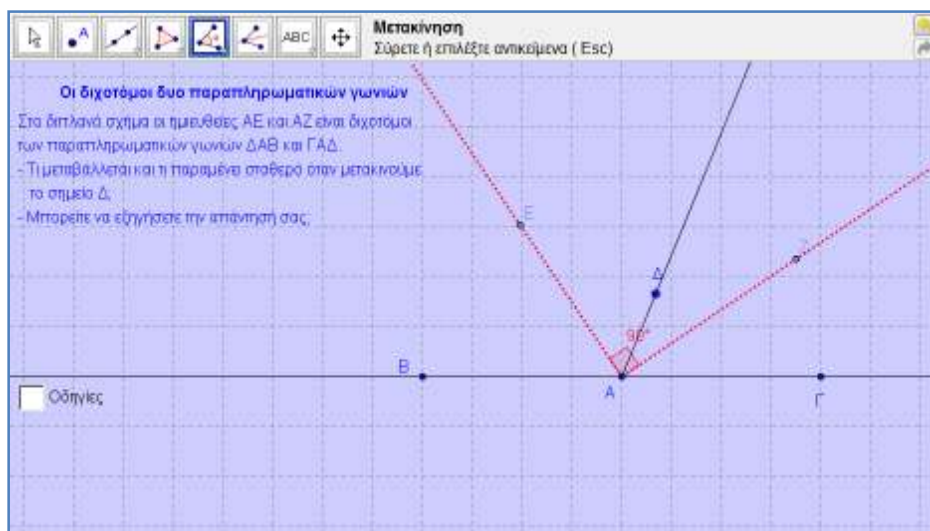 ABC
Μετακίνηση
Σύρετε ή επιλέξτε αντικείμενα ( Esc)
Οι διχοτόμοι δυο παραπληρωματικών γωνιών
Στο διπλανό σχήμα οι ημιευθείες ΑΕ και ΑΖ είναι διχοτόμοι
των παραπληρωματικών γωνιών ΔΑΒ και ΓΑΔ.
- Τι μεταβάλλεται και τι παραμένει σταθερό όταν μετακινούμε
το σημείο Δ;
- Μπορείτε να εξηγήσετε την απάντησή σας;
Ε
Ζ
Δ
90°
Β
Α
Γ
Οδηγίες